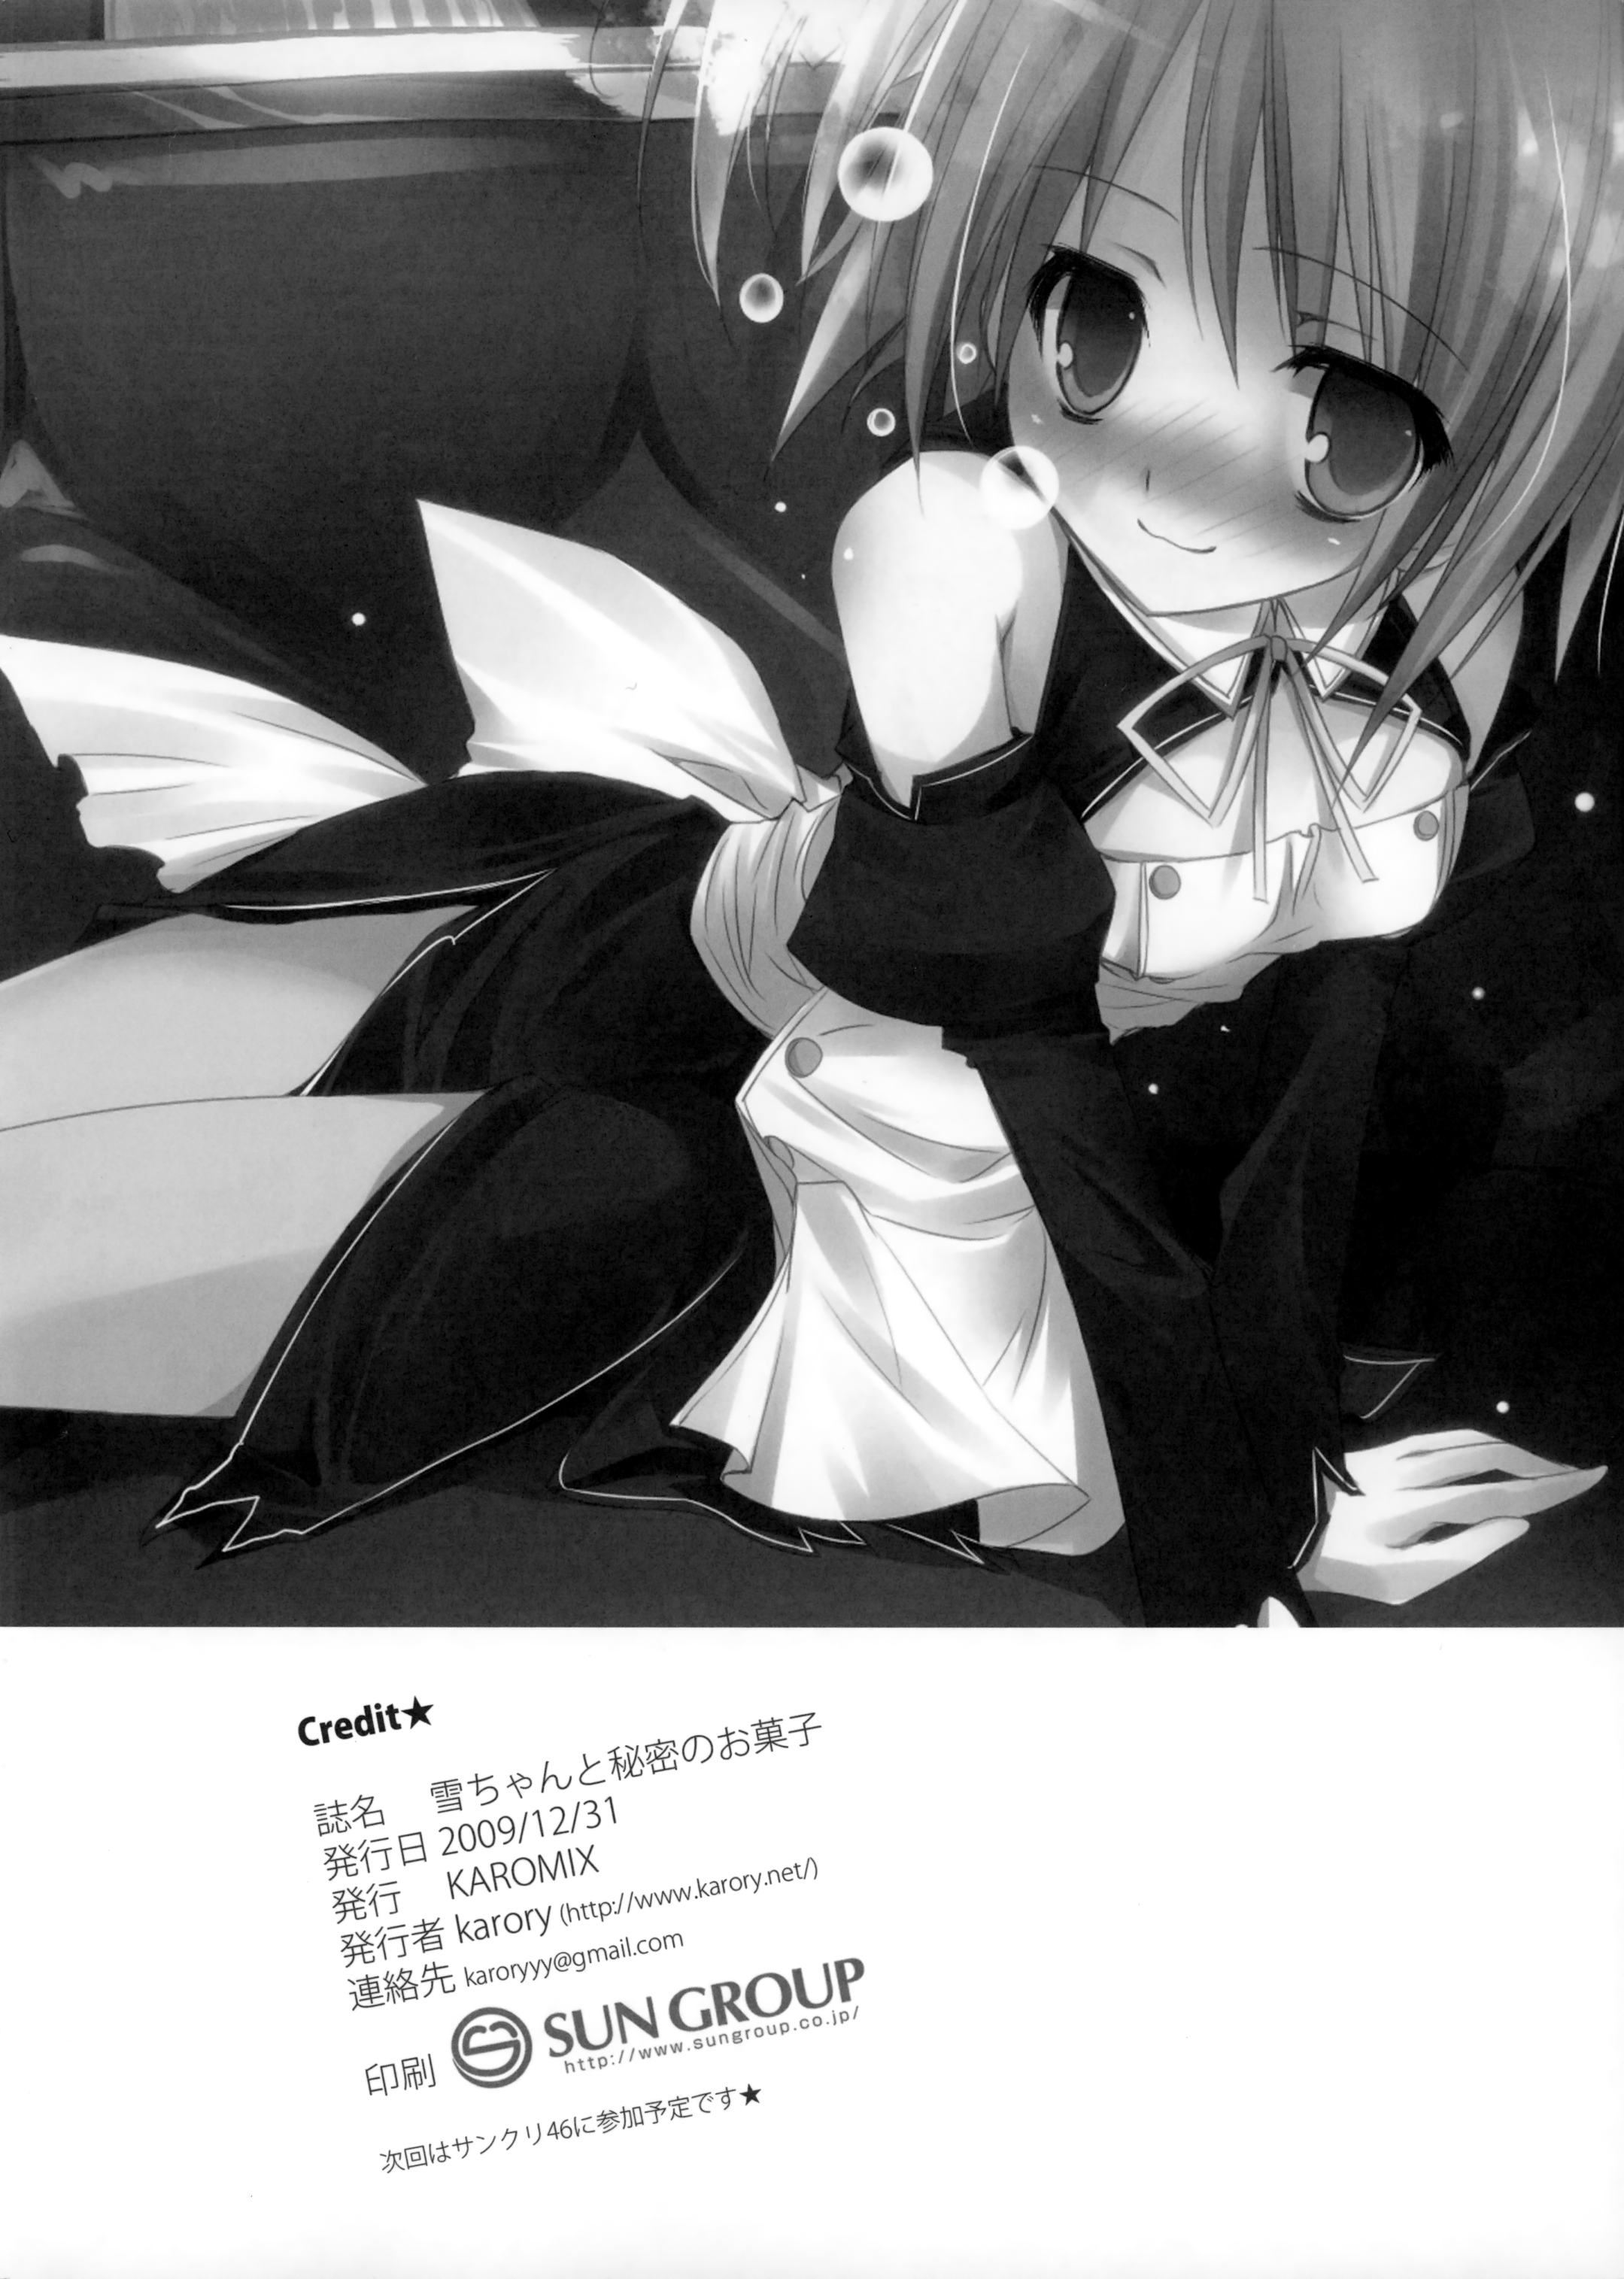 Credit★
誌名 雪ちゃんと秘密のお菓子
発行日 2009/12/31
発行 KAROMIX
発行者 karory (http://www.karory.net/)
連絡先 karoryyy@gmail.com
印刷 SUN GROUP
http://www.sungroup.co.jp/
次回はサンクリ46に参加予定です★